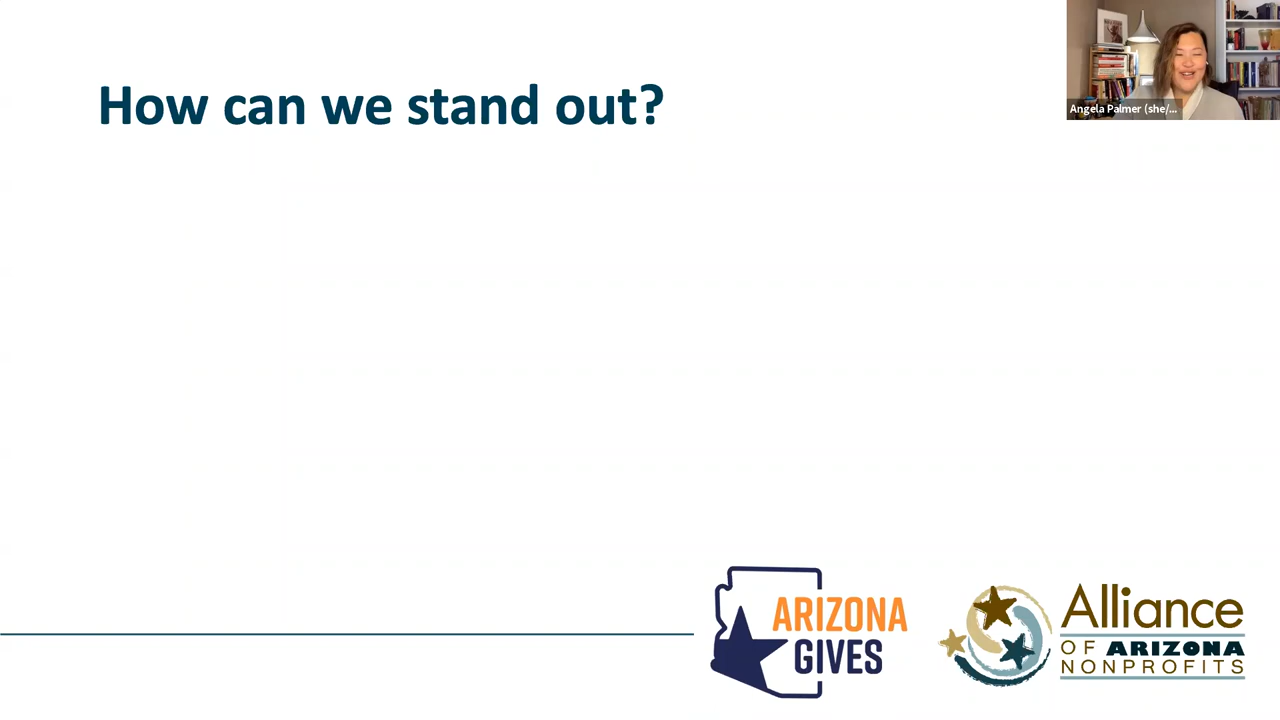 How can we stand out?
Angela Palmer (she/...
ARIZONA
GIVES
Alliance
OF ARIZONA
NONPROFITS